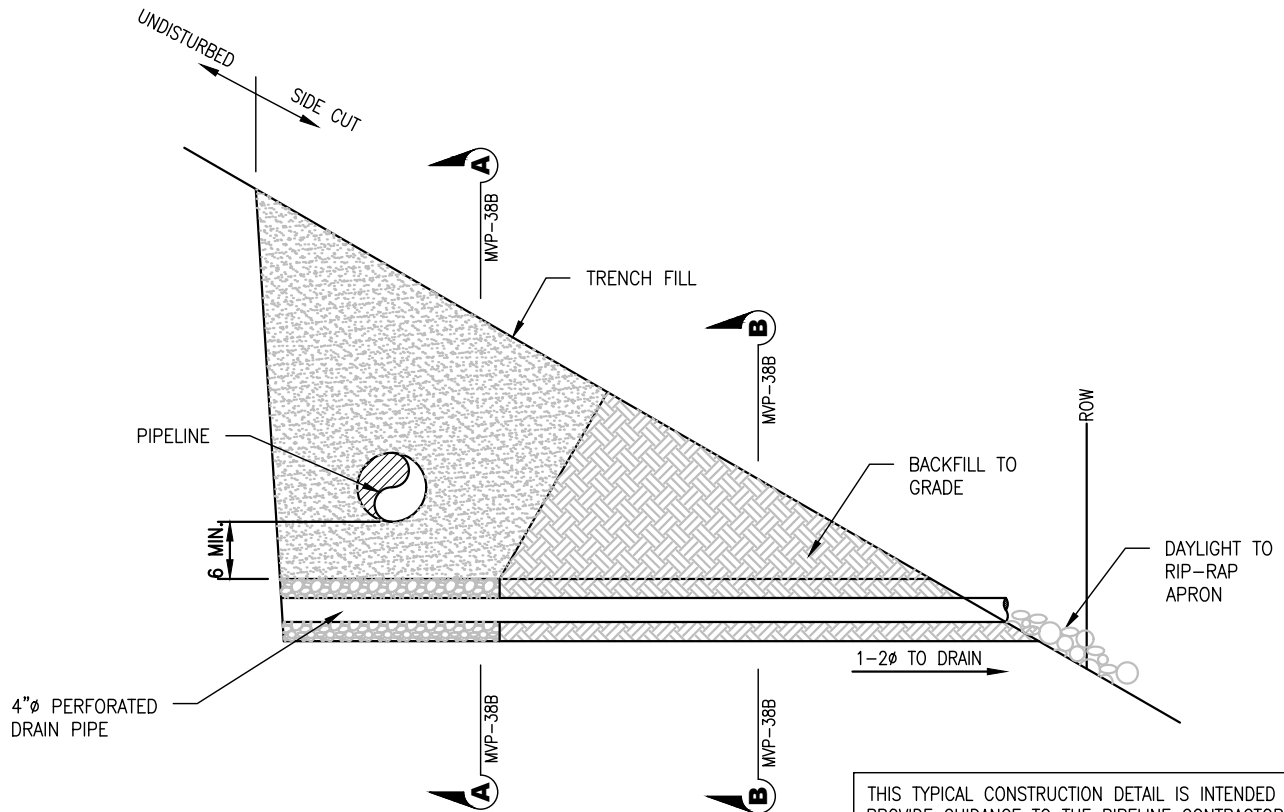 UNDISTURBED
SIDE CUT
A
MVP-38B
TRENCH FILL
B
MVP-38B
ROW
PIPELINE
BACKFILL TO
GRADE
6 MIN.
DAYLIGHT TO
RIP-RAP
APRON
1-2ø TO DRAIN
4"ø PERFORATED
DRAIN PIPE
MVP-38B
A
MVP-38B
B
THIS TYPICAL CONSTRUCTION DETAIL IS INTENDED